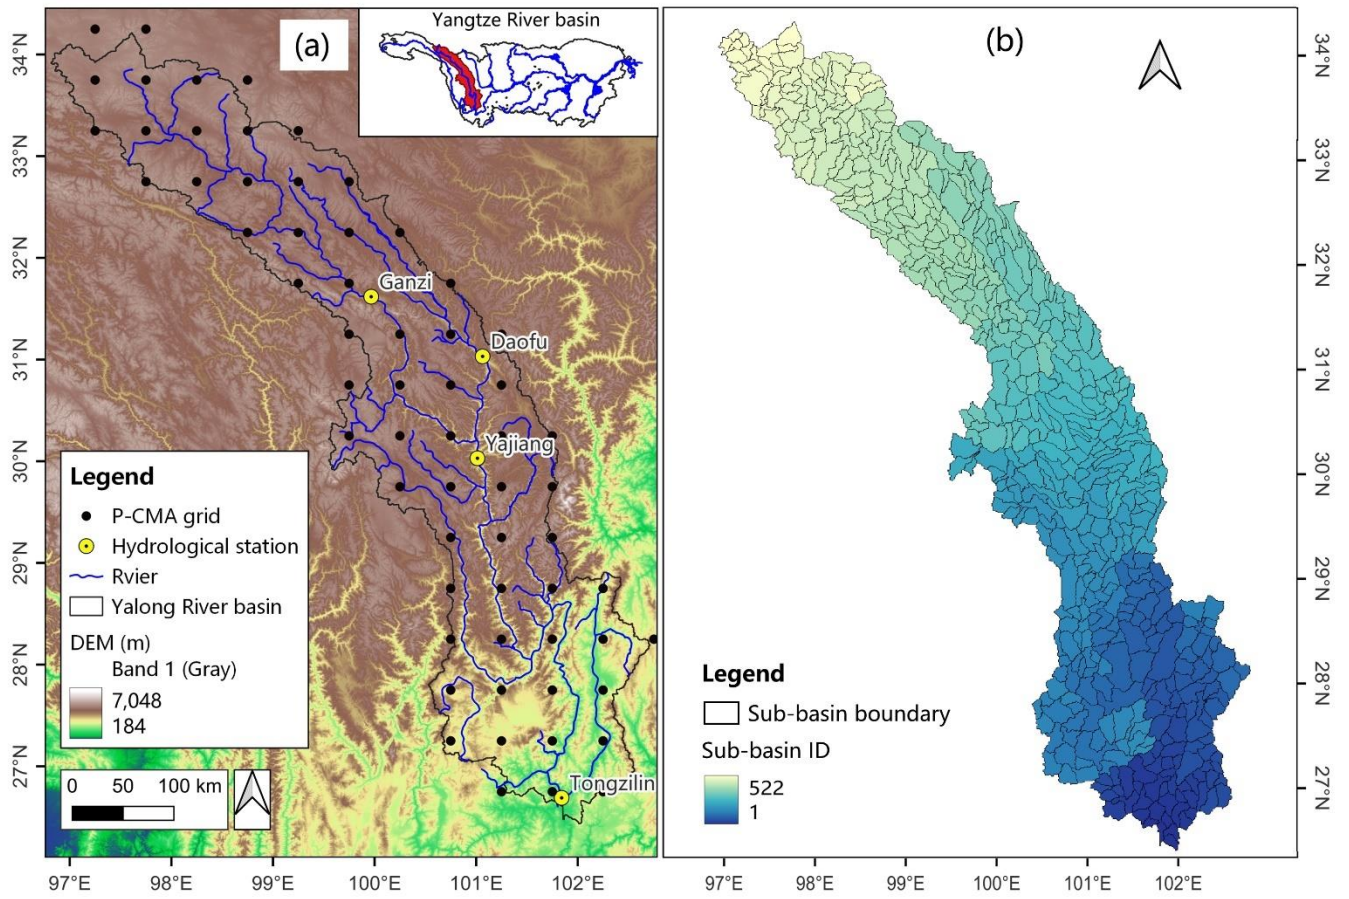 Yangtze River basin
(a)
34°N
33°N
32°N
31°N
30°N
29°N
28°N
27°N
Ganzi
Daofu
Yajiang
Tongzilin
Legend
P-CMA grid
Hydrological station
Rvier
Yalong River basin
DEM (m)
Band 1 (Gray)
7,048
184
0 50 100 km
97°E 98°E 99°E 100°E 101°E 102°E
(b)
34°N
33°N
32°N
31°N
30°N
29°N
28°N
27°N
Legend
Sub-basin boundary
Sub-basin ID
522
1
97°E 98°E 99°E 100°E 101°E 102°E